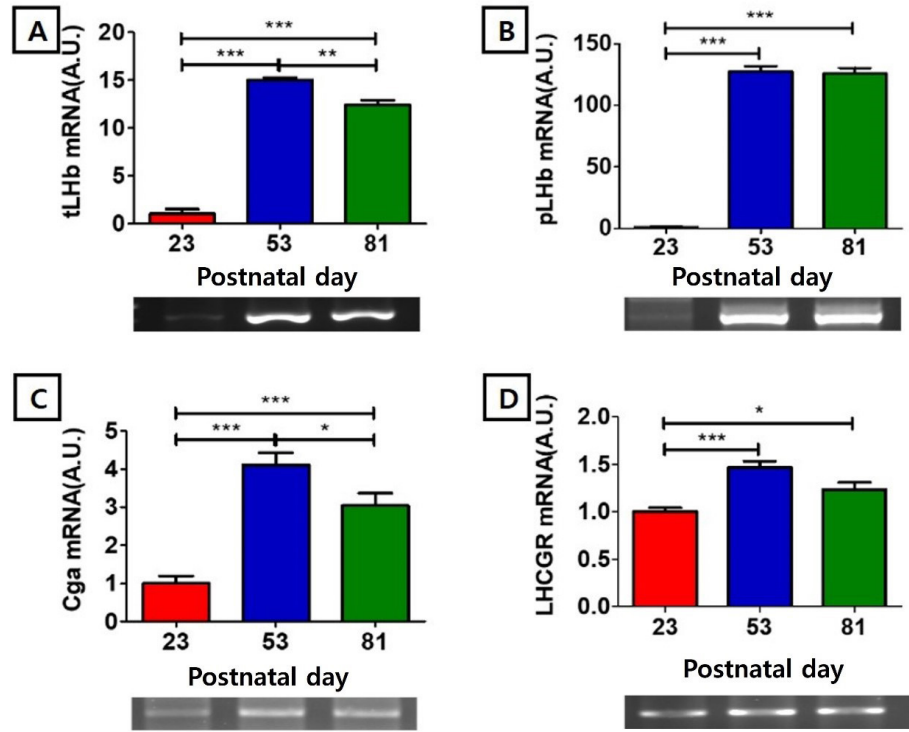 A
tLHb mRNA(A.U.)
20
15
10
5
0
***
***
**
23 53 81
Postnatal day
B
pLHb mRNA(A.U.)
150
100
50
0
***
***
23 53 81
Postnatal day
C
Cga mRNA(A.U.)
5
4
3
2
1
0
***
***
*
23 53 81
Postnatal day
D
LHCGR mRNA(A.U.)
2.0
1.5
1.0
0.5
0.0
*
***
23 53 81
Postnatal day